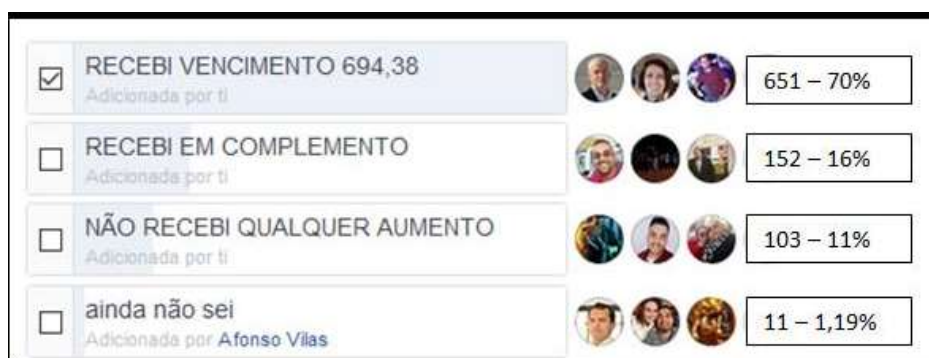 RECEBI VENCIMENTO 694,38
Adicionada por ti
651 – 70%
RECEBI EM COMPLEMENTO
Adicionada por ti
152 – 16%
NÃO RECEBI QUALQUER AUMENTO
Adicionada por ti
103 – 11%
ainda não sei
Adicionada por Afonso Vilas
11 – 1,19%